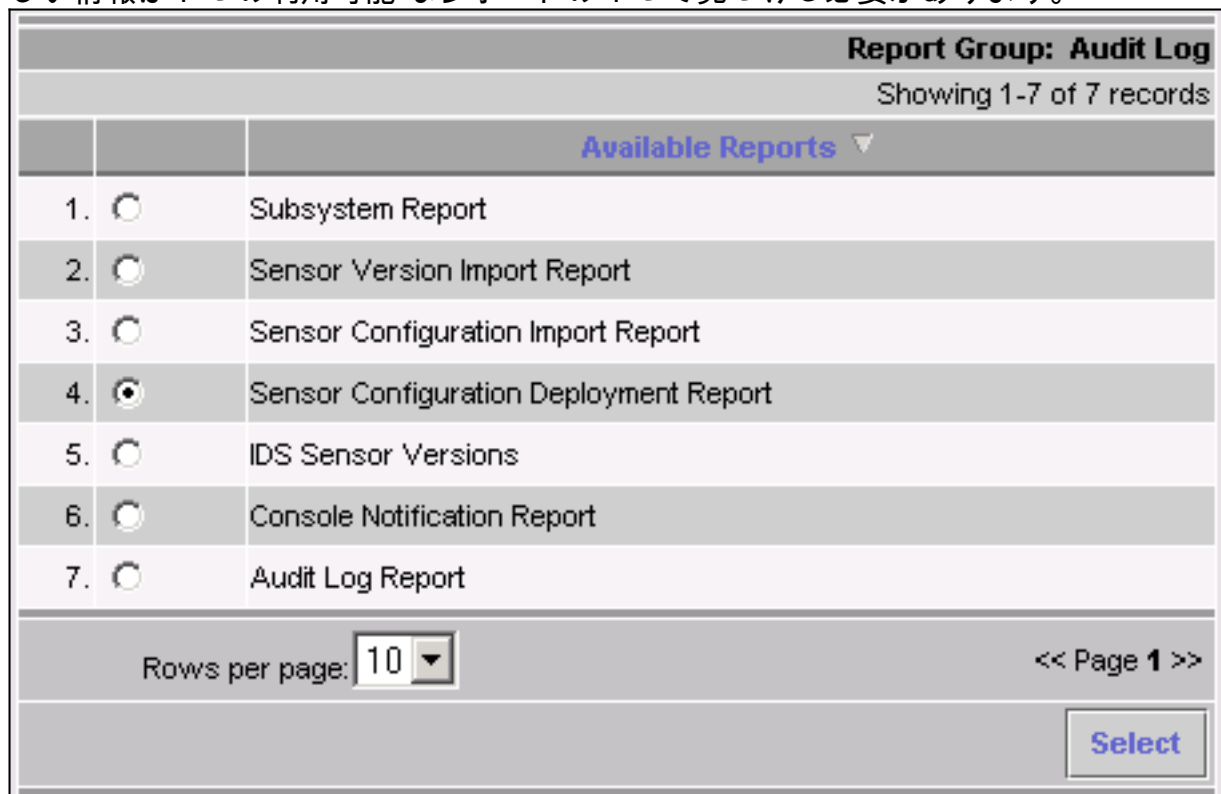 Report Group: Audit Log
Showing 1-7 of 7 records
Available Reports
1. Subsystem Report
2. Sensor Version Import Report
3. Sensor Configuration Import Report
4. Sensor Configuration Deployment Report
5. IDS Sensor Versions
6. Console Notification Report
7. Audit Log Report
Rows per page: 10
<< Page 1 >>
Select